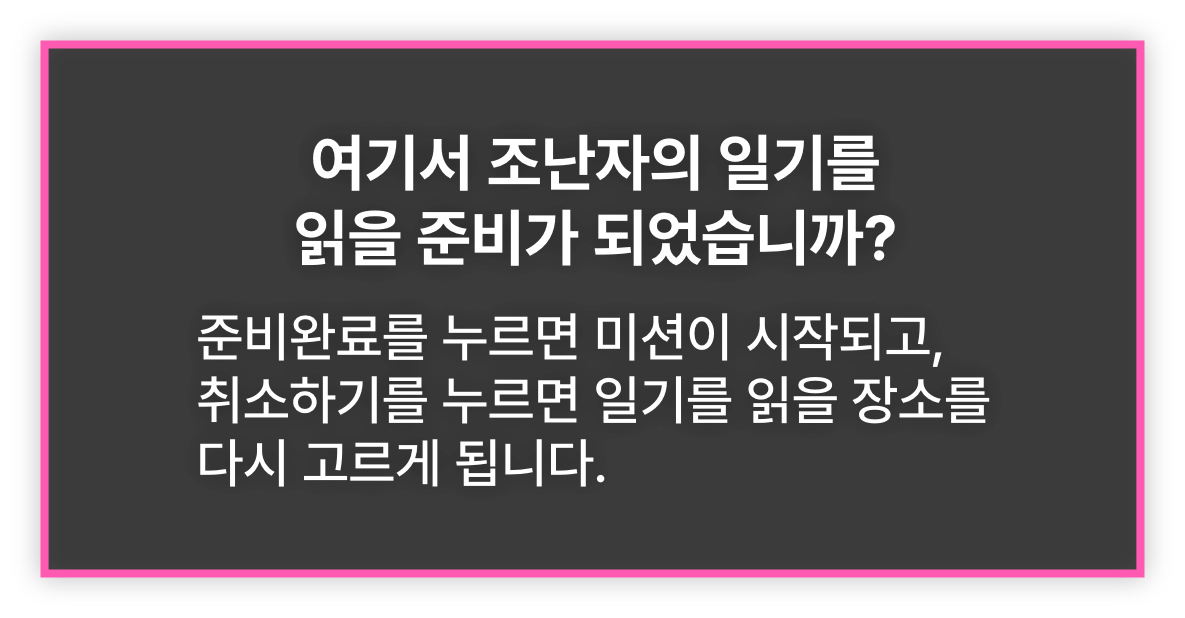 여기서 조난자의 일기를
읽을 준비가 되었습니까?
준비완료를 누르면 미션이 시작되고,
취소하기를 누르면 일기를 읽을 장소를
다시 고르게 됩니다.